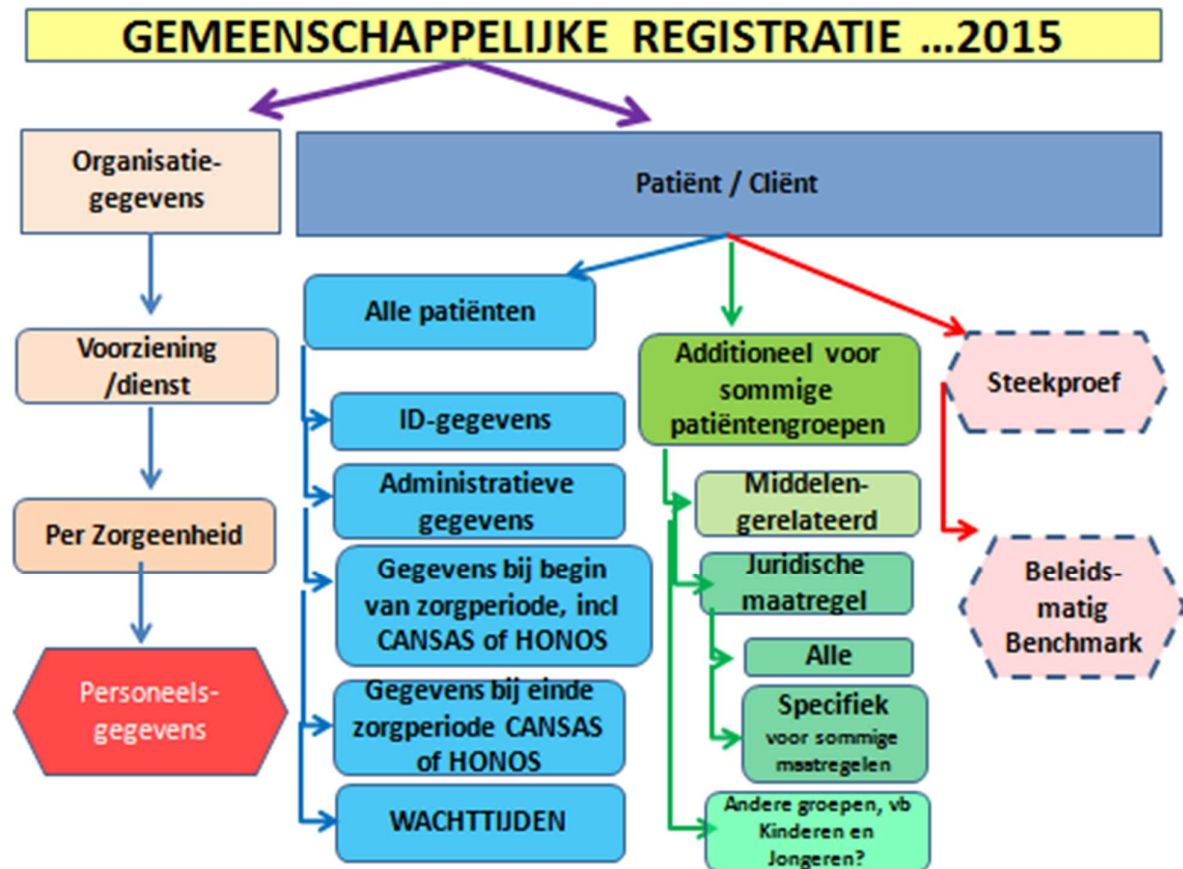 GEMEENSCHAPPELIJKE REGISTRATIE ...2015
Organisatie-
gegevens
Patiënt / Cliënt
Voorziening
/dienst
Per Zorgeenheid
Personeels-
gegevens
Alle patiënten
ID-gegevens
Administratieve
gegevens
Gegevens bij begin
van zorgperiode, incl
CANSAS of HONOS
Gegevens bij einde
zorgperiode CANSAS
of HONOS
WACHTTIJDEN
Additioneel voor
sommige
patiëntengroepen
Middelen-
gerelateerd
Juridische
maatregel
Alle
Specifiek
voor sommige
maatregelen
Andere groepen, vb
Kinderen en
Jongeren?
Steekproef
Beleids-
matig
Benchmark